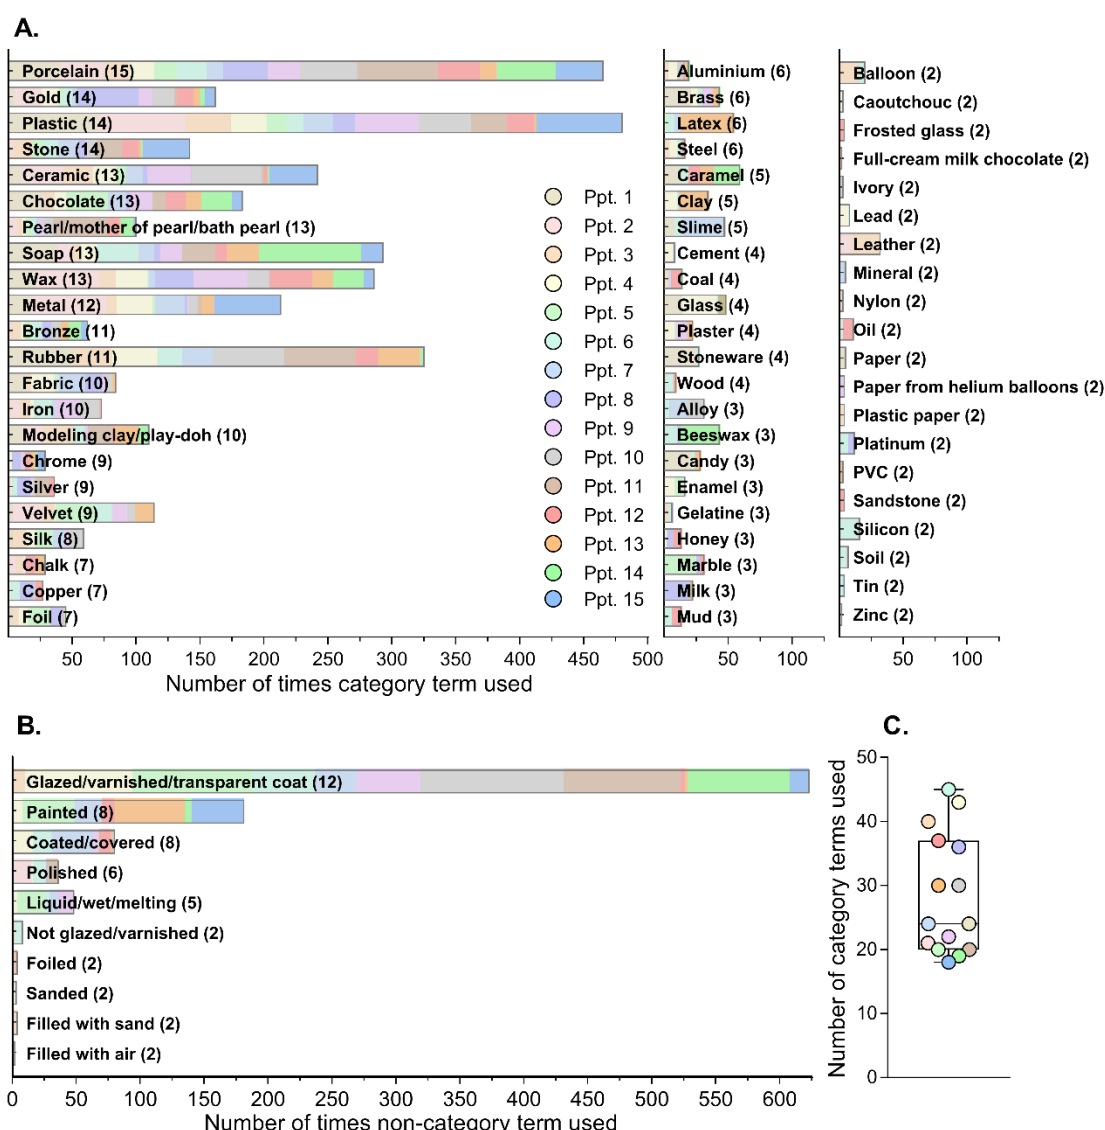 A.
Porcelain (15)
Gold (14)
Plastic (14)
Stone (14)
Ceramic (13)
Chocolate (13)
Pearl/mother of pearl/bath pearl (13)
Soap (13)
Wax (13)
Metal (12)
Bronze (11)
Rubber (11)
Fabric (10)
Iron (10)
Modeling clay/play-doh (10)
Chrome (9)
Silver (9)
Velvet (9)
Silk (8)
Chalk (7)
Copper (7)
Foil (7)
50 100 150 200 250 300 350 400 450 500
Number of times category term used
Ppt. 1
Ppt. 2
Ppt. 3
Ppt. 4
Ppt. 5
Ppt. 6
Ppt. 7
Ppt. 8
Ppt. 9
Ppt. 10
Ppt. 11
Ppt. 12
Ppt. 13
Ppt. 14
Ppt. 15
Aluminium (6)
Brass (6)
Latex (6)
Steel (6)
Caramel (5)
Clay (5)
Slime (5)
Cement (4)
Coal (4)
Glass (4)
Plaster (4)
Stoneware (4)
Wood (4)
Alloy (3)
Beeswax (3)
Candy (3)
Enamel (3)
Gelatine (3)
Honey (3)
Marble (3)
Milk (3)
Mud (3)
50 100
Balloon (2)
Caoutchouc (2)
Frosted glass (2)
Full-cream milk chocolate (2)
Ivory (2)
Lead (2)
Leather (2)
Mineral (2)
Nylon (2)
Oil (2)
Paper (2)
Paper from helium balloons (2)
Plastic paper (2)
Platinum (2)
PVC (2)
Sandstone (2)
Silicon (2)
Soil (2)
Tin (2)
Zinc (2)
50 100
B.
Glazed/varnished/transparent coat (12)
Painted (8)
Coated/covered (8)
Polished (6)
Liquid/wet/melting (5)
Not glazed/varnished (2)
Foiled (2)
Sanded (2)
Filled with sand (2)
Filled with air (2)
0 50 100 150 200 250 300 350 400 450 500 550 600
Number of times non-category term used
C.
Number of category terms used
50
40
30
20
10
0